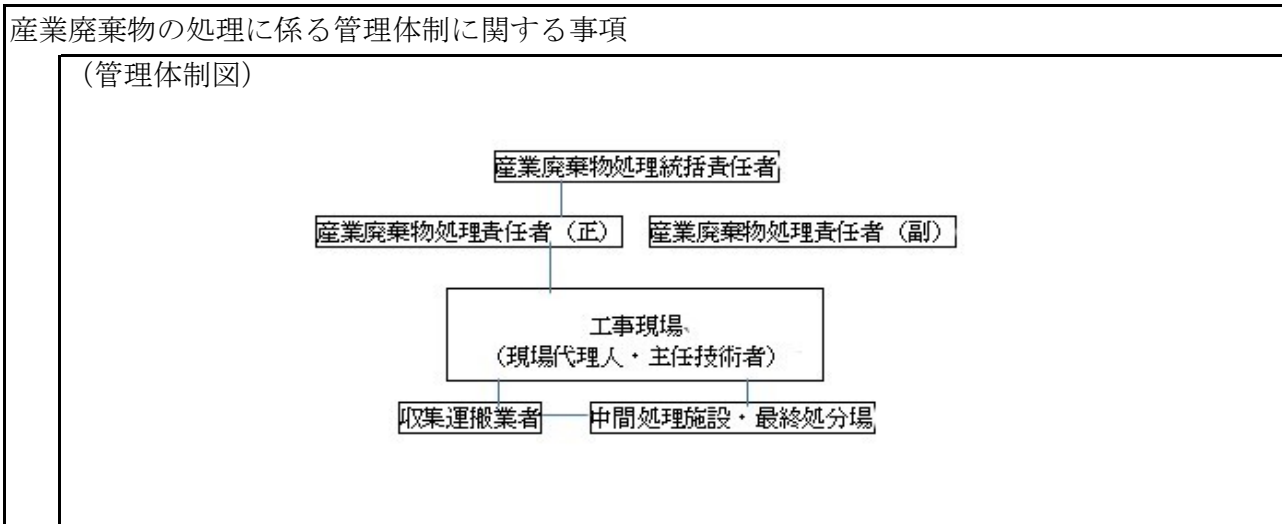 産業廃棄物の処理に係る管理体制に関する事項
（管理体制図）
産業廃棄物処理統括責任者
産業廃棄物処理責任者（正） 産業廃棄物処理責任者（副）
工事現場
（現場代理人・主任技術者）
収集運搬業者 中間処理施設・最終処分場